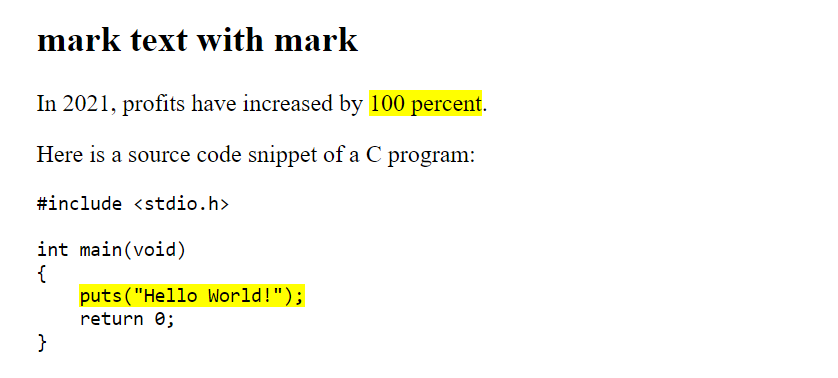 mark text with mark
In 2021, profits have increased by 100 percent.
Here is a source code snippet of a C program:
#include <stdio.h>
int main(void)
{
    puts("Hello World!");
    return 0;
}